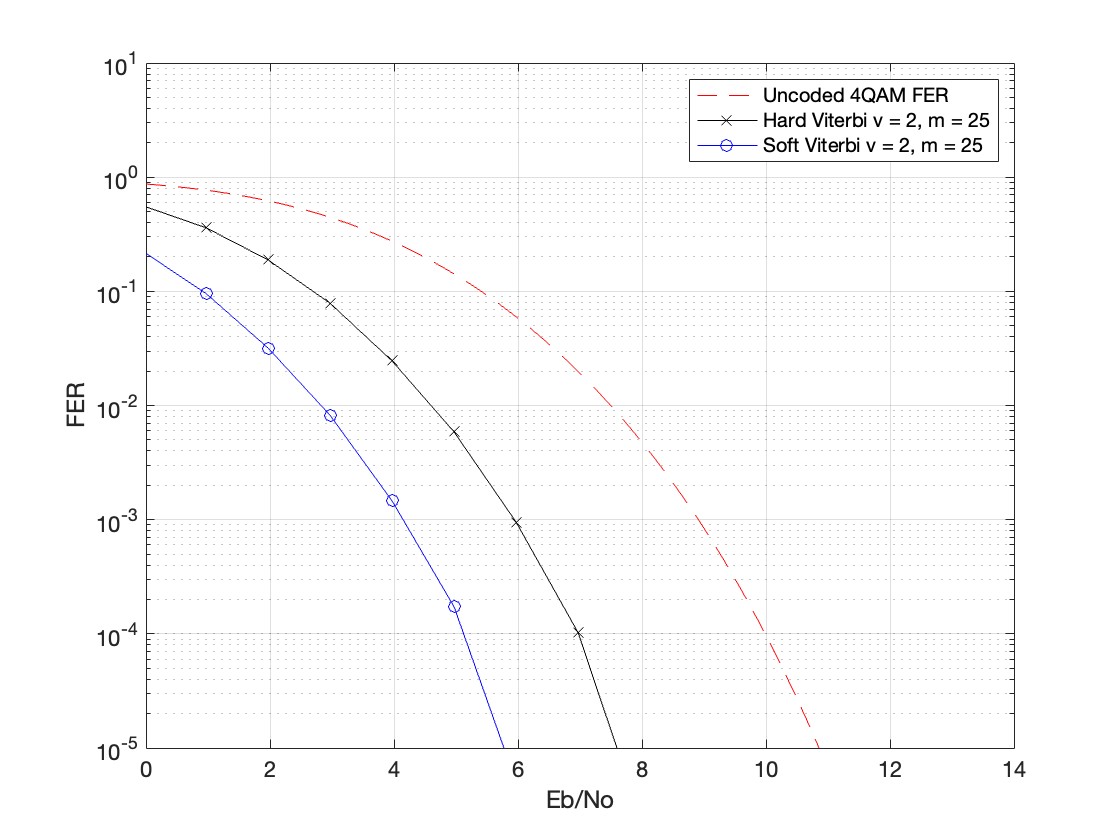 10^1
10^0
10^-1
10^-2
10^-3
10^-4
10^-5
FER
0 2 4 6 8 10 12 14
Eb/No
Uncoded 4QAM FER
Hard Viterbi v = 2, m = 25
Soft Viterbi v = 2, m = 25